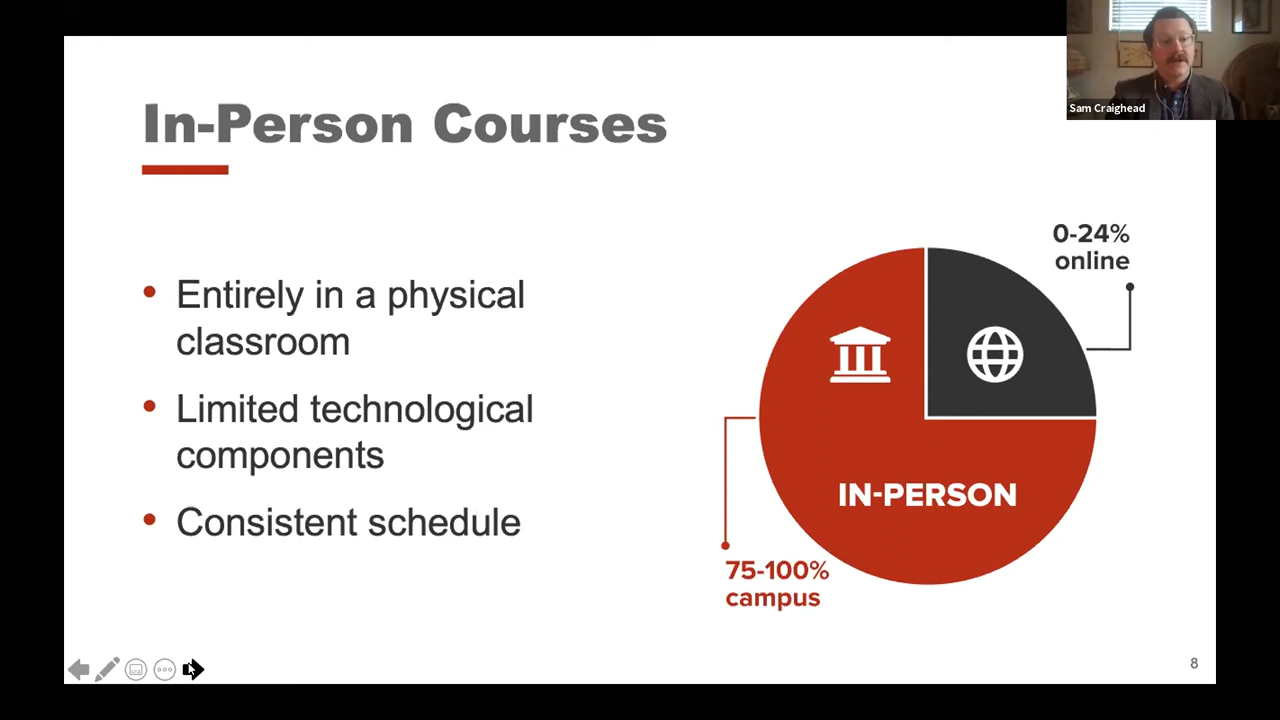 In-Person Courses
Sam Craighead
• Entirely in a physical
classroom
• Limited technological
components
• Consistent schedule
0-24%
online
IN-PERSON
75-100%
campus
8